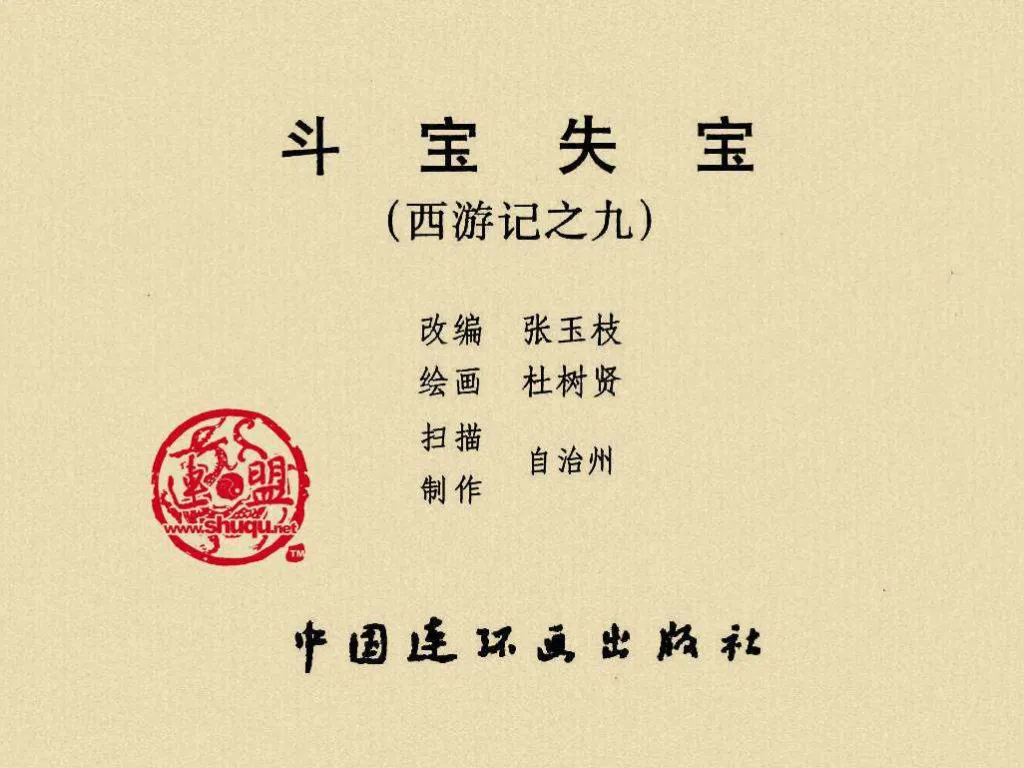 斗宝失宝
（西游记之九）
改编 张玉枝
绘画 杜树贤
扫描
制作 自治州
连盟
www.shuqu.net
TM
中国连环画出版社